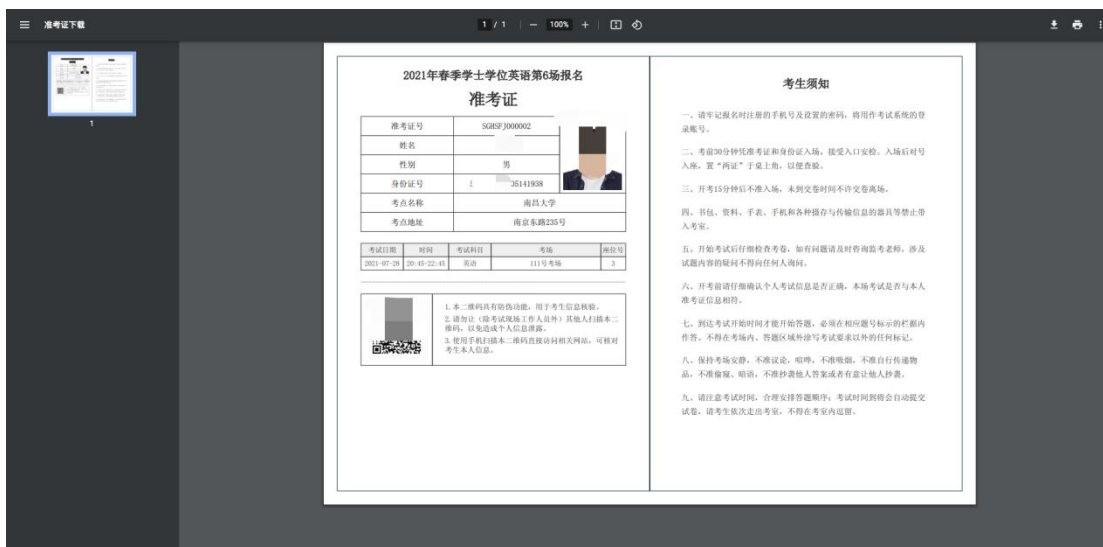 准考证下载
1 / 1
100%
1
2021年春季学士学位英语第6场报名
准考证
准考证号 SGHSFJ000002
姓名
性别 男
身份证号 05141938
考点名称 南昌大学
考点地址 南京东路235号
考试日期 时间 考试科目 考场 座位号
2021-07-28 20:45-22:45 英语 111号考场 3
1.本二维码具有防伪功能，用于考生信息核验。
2.请勿让（除考试现场工作人员外）其他人扫描本二
维码，以免造成个人信息泄露。
3.使用手机扫描本二维码直接访问相关网站，可核对
考生本人信息。
考生须知
一、请牢记报名时注册的手机号及设置的密码，将用作考试系统的登
录账号。
二、考前30分钟凭准考证和身份证入场，接受入口安检。入场后对号
入座，置“两证”于桌上角，以便查验。
三、开考15分钟后不准入场，未到交卷时间不许交卷离场。
四、书包、资料、手表、手机和各种摄存与传输信息的器具等禁止带
入考室。
五、开始考试后仔细检查考卷，如有问题请及时咨询监考老师，涉及
试题内容的疑问不得向任何人询问。
六、开考前请仔细确认个人考试信息是否正确，本场考试是否与本人
准考证信息相符。
七、到达考试开始时间才能开始答题，必须在相应题号标示的栏据内
作答。不得在考场内、答题区域外涂写考试要求以外的任何标记。
八、保持考场安静，不准议论，喧哗，不准吸烟，不准自行传递物
品，不准偷窥、暗语，不准抄袭他人答案或者有意让他人抄袭。
九、请注意考试时间，合理安排答题顺序；考试时间到将会自动提交
试卷，请考生依次走出考室，不得在考室内逗留。